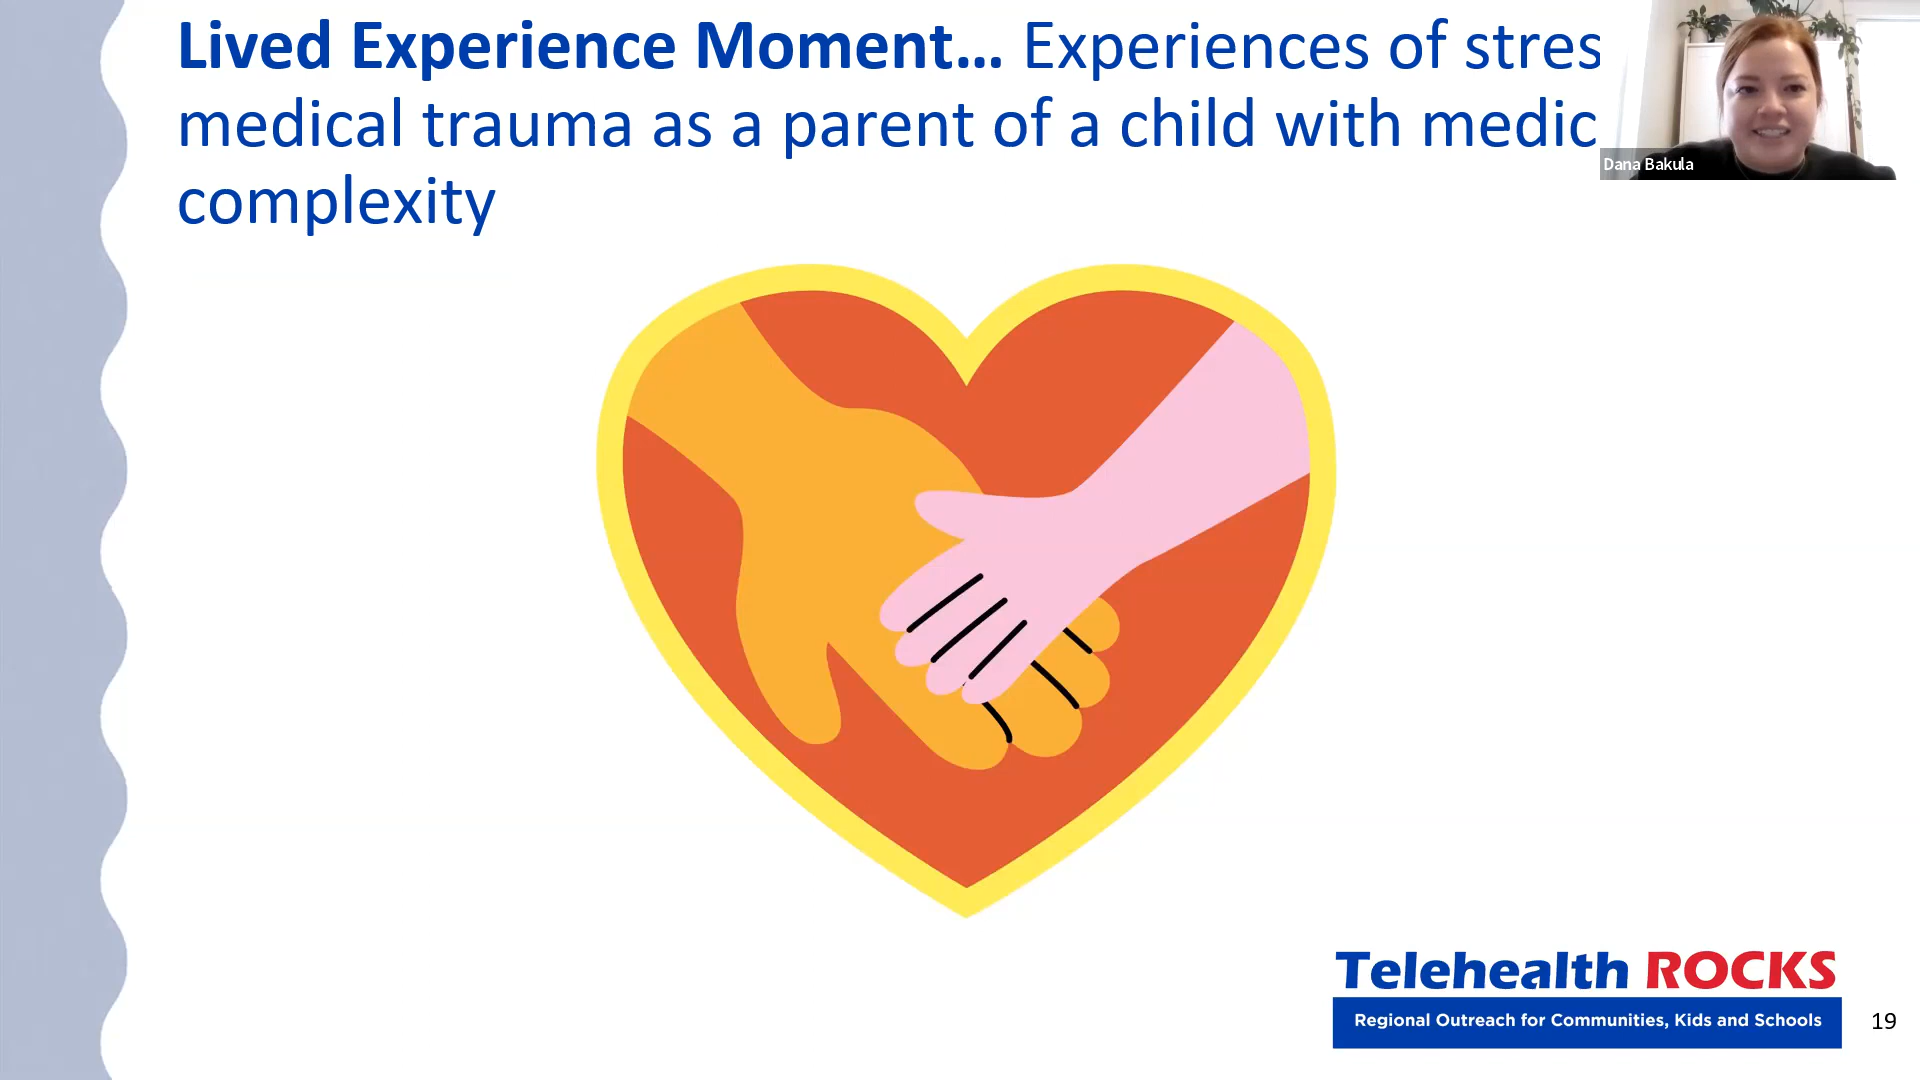 Lived Experience Moment... Experiences of stres
medical trauma as a parent of a child with medic
complexity
Dana Bakula
Telehealth ROCKS
Regional Outreach for Communities, Kids and Schools
19